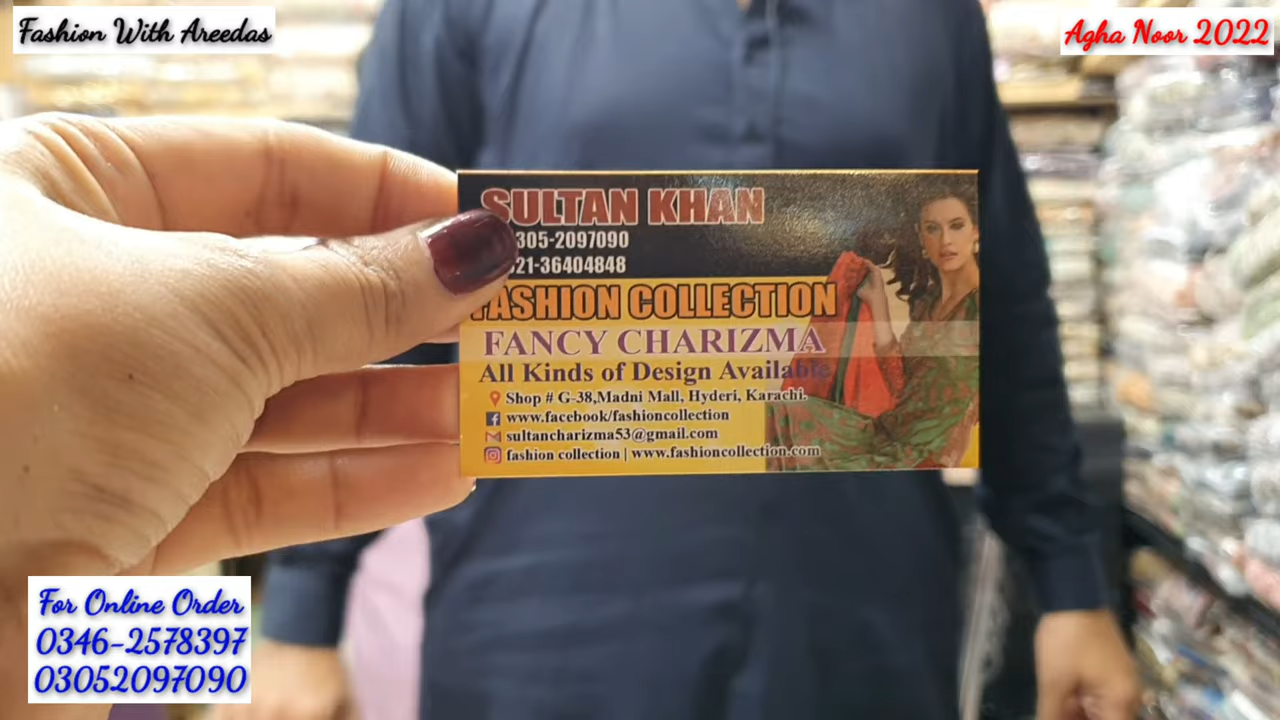 Fashion With Areedas
Agha Noor 2022
SULTAN KHAN
305-2097090
21-36404848
FASHION COLLECTION
FANCY CHARIZMA
All Kinds of Design Available
Shop # G-38,Madni Mall, Hyderi, Karachi.
www.facebook/fashioncollection
sultancharizma53@gmail.com
fashion collection | www.fashioncollection.com
For Online Order
0346-2578397
03052097090